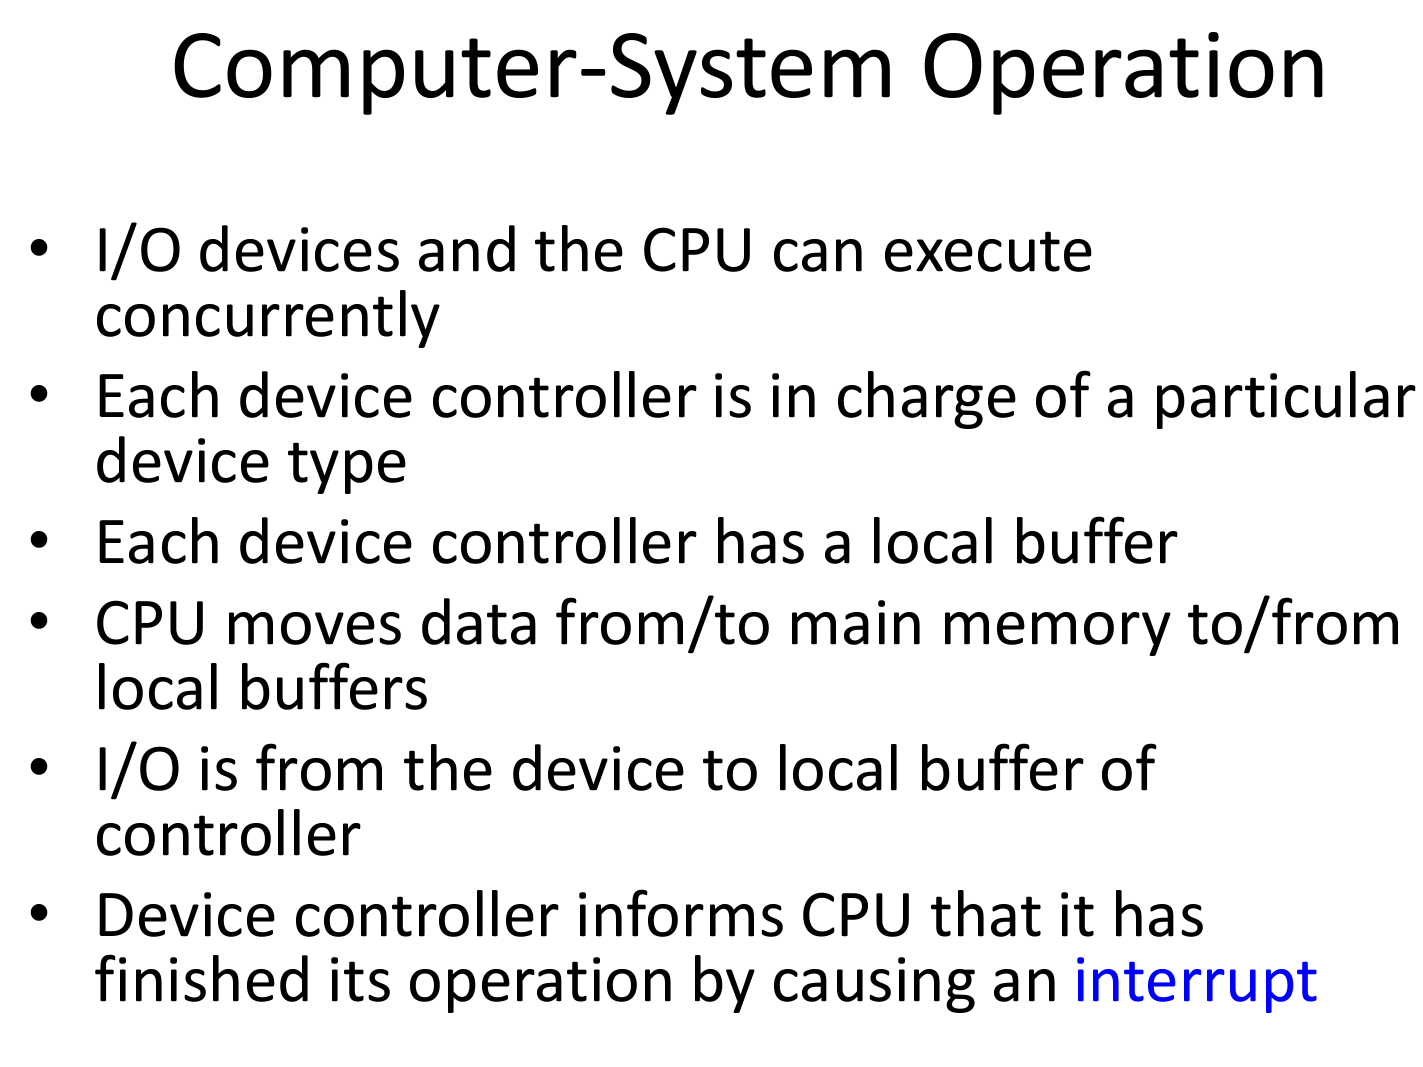 Computer-System Operation
• I/O devices and the CPU can execute
concurrently
• Each device controller is in charge of a particular
device type
• Each device controller has a local buffer
• CPU moves data from/to main memory to/from
local buffers
• I/O is from the device to local buffer of
controller
• Device controller informs CPU that it has
finished its operation by causing an interrupt